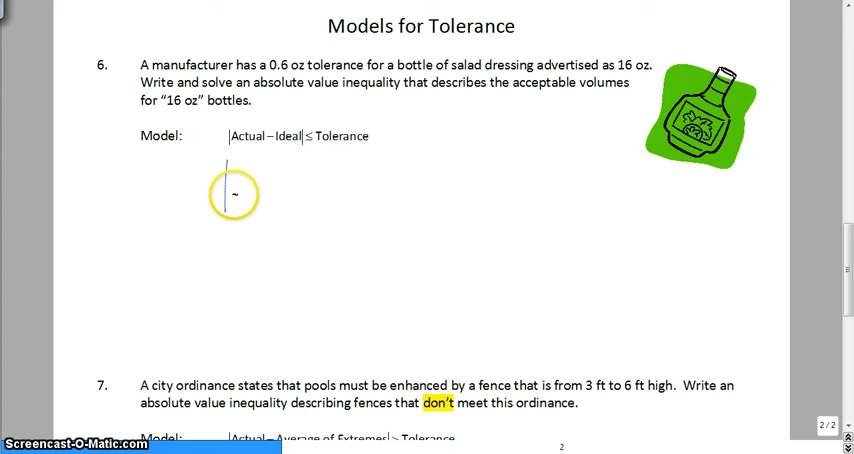 Models for Tolerance
6. A manufacturer has a 0.6 oz tolerance for a bottle of salad dressing advertised as 16 oz.
Write and solve an absolute value inequality that describes the acceptable volumes
for “16 oz” bottles.
Model: |Actual – Ideal| ≤ Tolerance
7. A city ordinance states that pools must be enhanced by a fence that is from 3 ft to 6 ft high. Write an
absolute value inequality describing fences that don’t meet this ordinance.
2 / 2
Model: |Actual – Average of Extremes| > Tolerance
Screencast-O-Matic.com
2